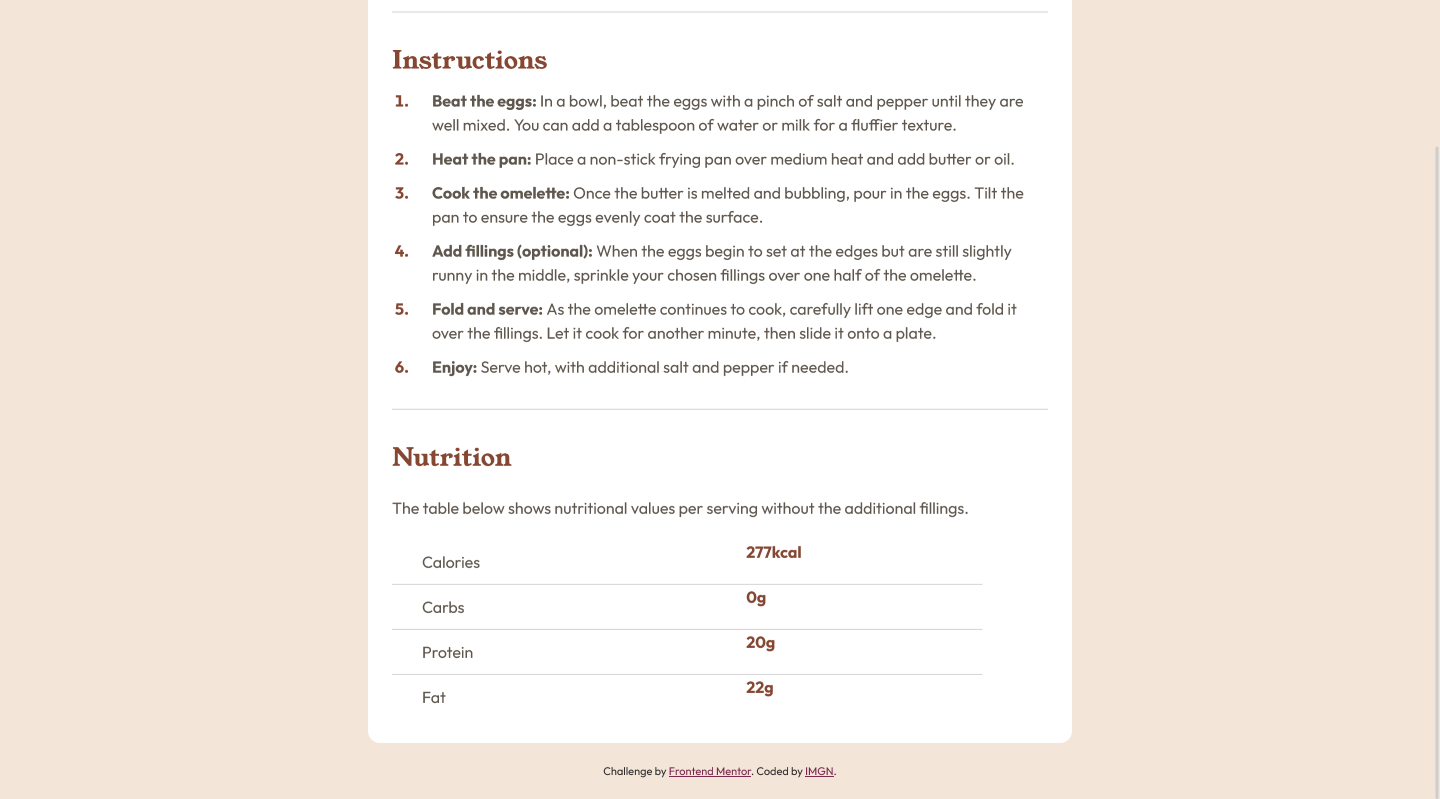 Instructions
1. Beat the eggs: In a bowl, beat the eggs with a pinch of salt and pepper until they are
well mixed. You can add a tablespoon of water or milk for a fluffier texture.
2. Heat the pan: Place a non-stick frying pan over medium heat and add butter or oil.
3. Cook the omelette: Once the butter is melted and bubbling, pour in the eggs. Tilt the
pan to ensure the eggs evenly coat the surface.
4. Add fillings (optional): When the eggs begin to set at the edges but are still slightly
runny in the middle, sprinkle your chosen fillings over one half of the omelette.
5. Fold and serve: As the omelette continues to cook, carefully lift one edge and fold it
over the fillings. Let it cook for another minute, then slide it onto a plate.
6. Enjoy: Serve hot, with additional salt and pepper if needed.
Nutrition
The table below shows nutritional values per serving without the additional fillings.
Calories 277kcal
Carbs 0g
Protein 20g
Fat 22g
Challenge by Frontend Mentor. Coded by IMGN.